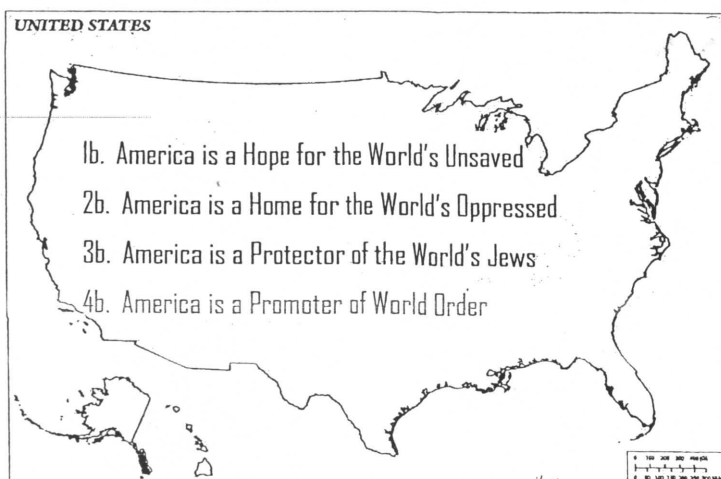 UNITED STATES
1b. America is a Hope for the World's Unsaved
2b. America is a Home for the World's Oppressed
3b. America is a Protector of the World's Jews
4b. America is a Promoter of World Order